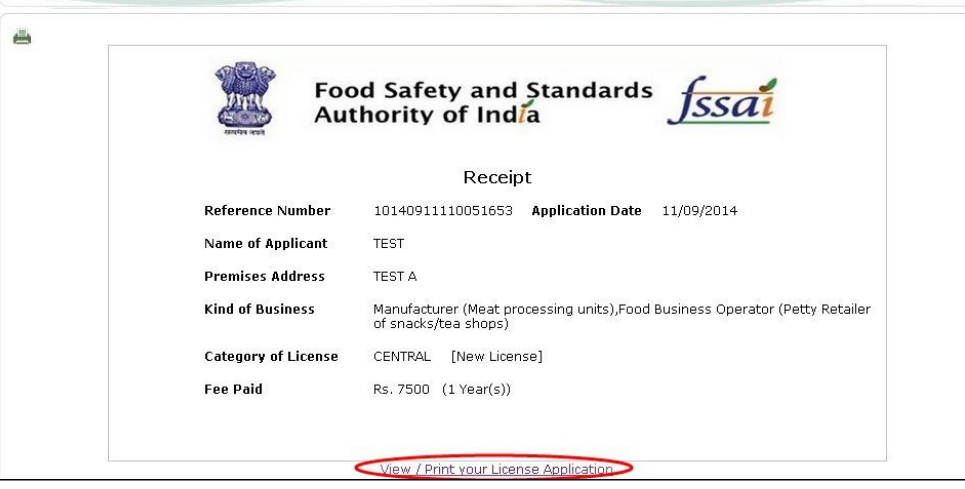 सत्यमेव जयते
Food Safety and Standards
Authority of India
fssai
Receipt
Reference Number 10140911110051653 Application Date 11/09/2014
Name of Applicant TEST
Premises Address TEST A
Kind of Business Manufacturer (Meat processing units),Food Business Operator (Petty Retailer
of snacks/tea shops)
Category of License CENTRAL [New License]
Fee Paid Rs. 7500 (1 Year(s))
View / Print your License Application